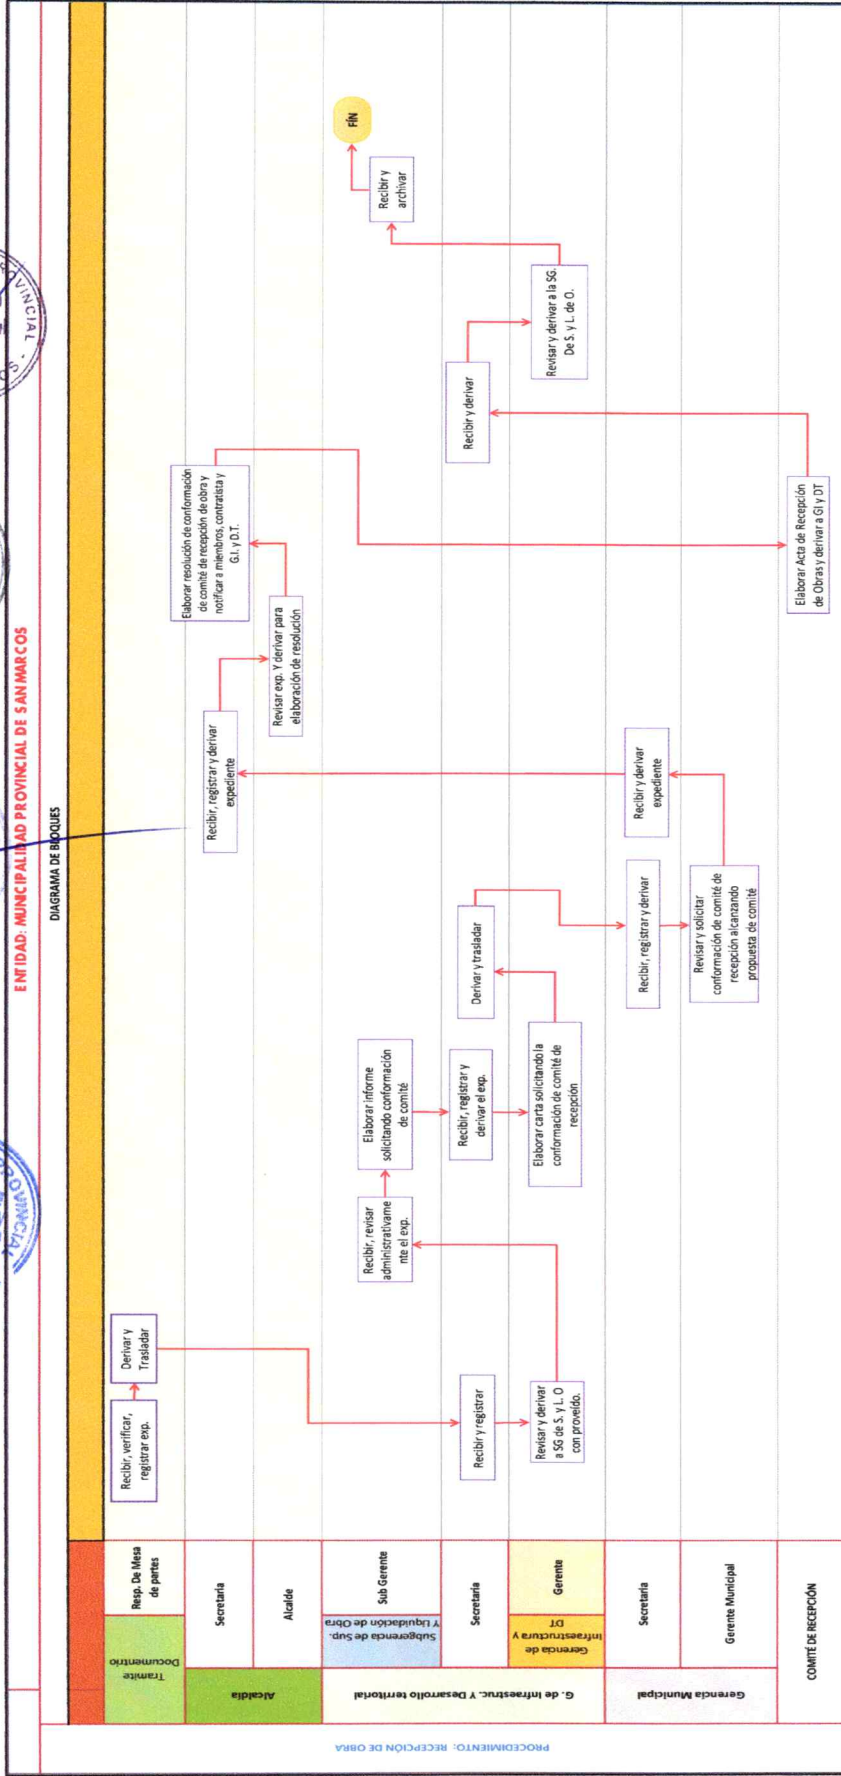 ENTIDAD: MUNICIPALIDAD PROVINCIAL DE SAN MARCOS
DIAGRAMA DE BLOQUES
PROCEDIMIENTO: RECEPCIÓN DE OBRA
Tramite
Documentrio
Resp. De Mesa
de partes
Recibir, verificar,
registrar exp.
Derivar y
Trasladar
Alcaldía
Secretaria
Recibir, registrar y derivar
expediente
Elaborar resolución de conformación
de comité de recepción de obra y
notificar a miembros, contratista y
G.I. y D.T.
Alcalde
Revisar exp. Y derivar para
elaboración de resolución
G. de Infraestruc. Y Desarrollo territorial
Subgerencia de Sup.
Y Liquidación de Obra
Sub Gerente
Recibir, revisar
administrativame
nte el exp.
Elaborar informe
solicitando conformación
de comité
Recibir y
archivar
FÍN
Secretaria
Recibir y registrar
Recibir, registrar y
derivar el exp.
Derivar y trasladar
Recibir y derivar
Gerencia de
Infraestructura y
DT
Gerente
Revisar y derivar
a SG de S. y L. O
con proveído.
Elaborar carta solicitando la
conformación de comité de
recepción
Revisar y derivar a la SG.
De S. y L. de O.
Gerencia Municipal
Secretaria
Recibir, registrar y derivar
Recibir y derivar
expediente
Gerente Municipal
Revisar y solicitar
conformación de comité de
recepción alcanzando
propuesta de comité
COMITÉ DE RECEPCIÓN
Elaborar Acta de Recepción
de Obras y derivar a GI y DT